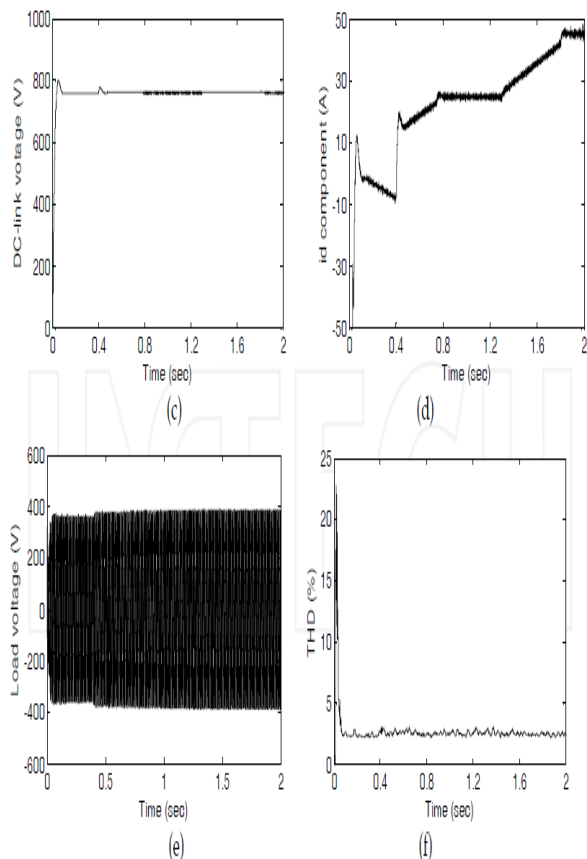 DC-link votage (V)
1000
800
600
400
200
0
0 0.4 0.8 1.2 1.6 2
Time (sec)
(c)
id component (A)
50
30
10
-10
-30
-50
0 0.4 0.8 1.2 1.6 2
Time (sec)
(d)
INTECH
Load voltage (V)
600
400
200
0
-200
-400
-600
0 0.5 1 1.5 2
Time (sec)
(e)
THD (%)
25
20
15
10
5
0
0 0.4 0.8 1.2 1.6 2
Time (sec)
(f)